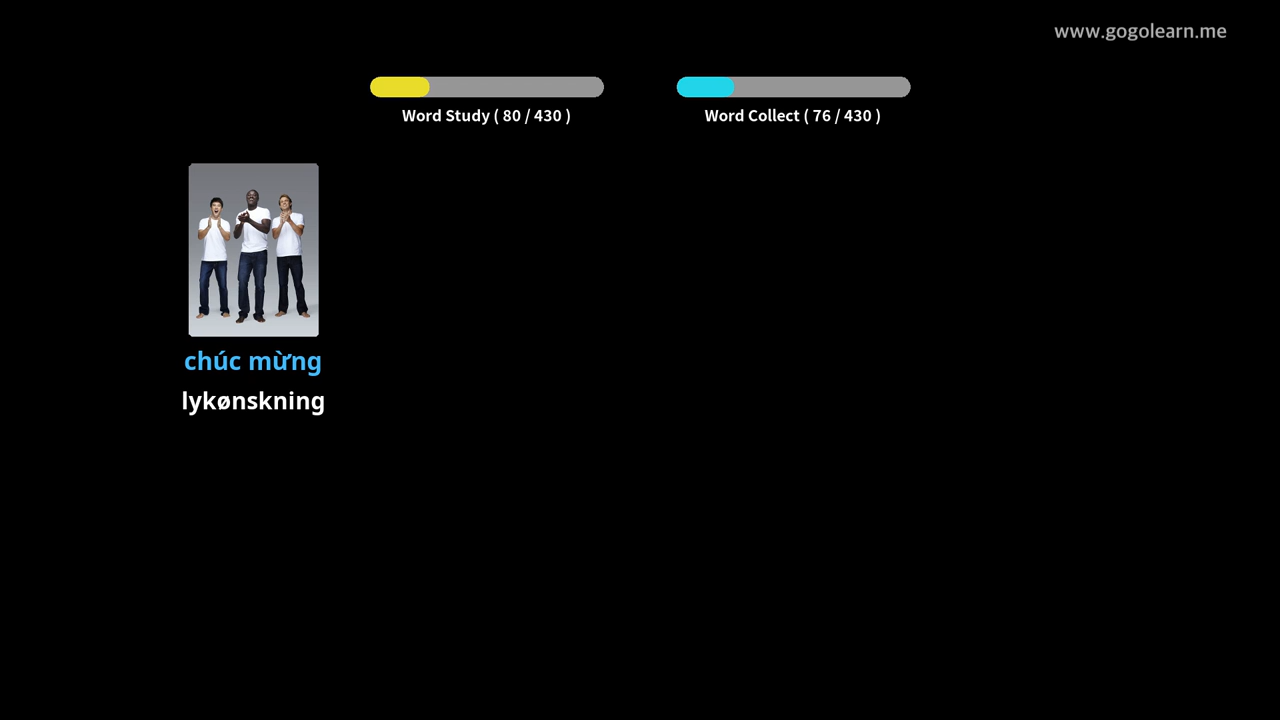 www.gogolearn.me
Word Study ( 80 / 430 )
Word Collect ( 76 / 430 )
chúc mừng
lykønskning